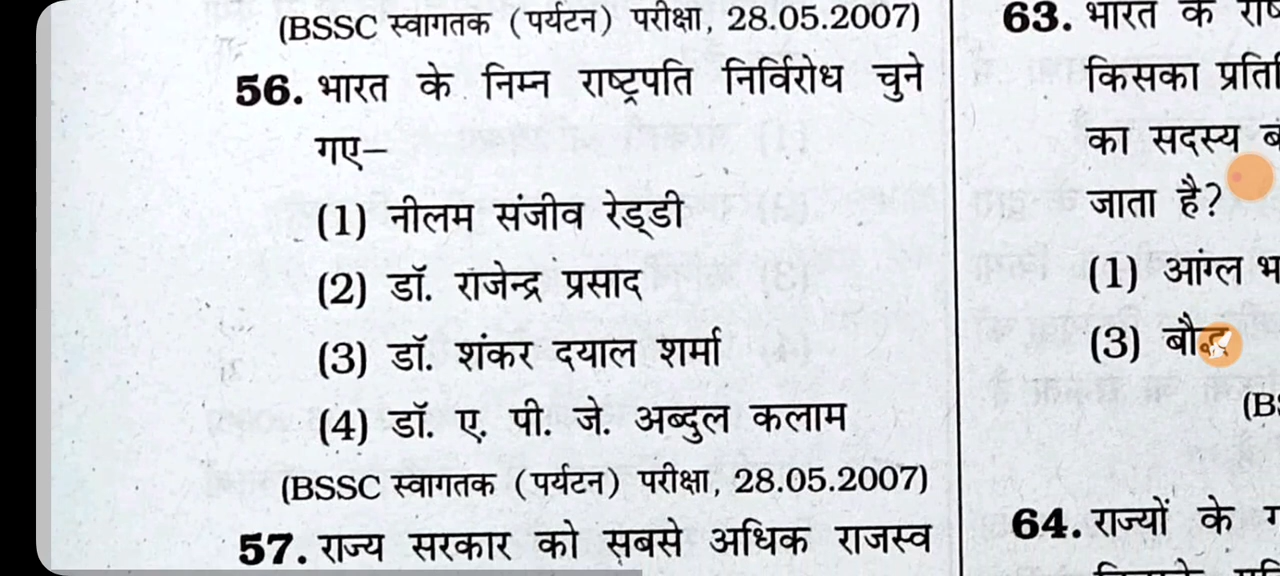 (BSSC स्वागतक (पर्यटन) परीक्षा, 28.05.2007)
56. भारत के निम्न राष्ट्रपति निर्विरोध चुने
गए–
(1) नीलम संजीव रेड्डी
(2) डॉ. राजेन्द्र प्रसाद
(3) डॉ. शंकर दयाल शर्मा
(4) डॉ. ए. पी. जे. अब्दुल कलाम
(BSSC स्वागतक (पर्यटन) परीक्षा, 28.05.2007)
57. राज्य सरकार को सबसे अधिक राजस्व
63. भारत के
किसका
का सदस्य
जाता है?
(1) आंग्ल
(3) बौद्ध
64. राज्यों के